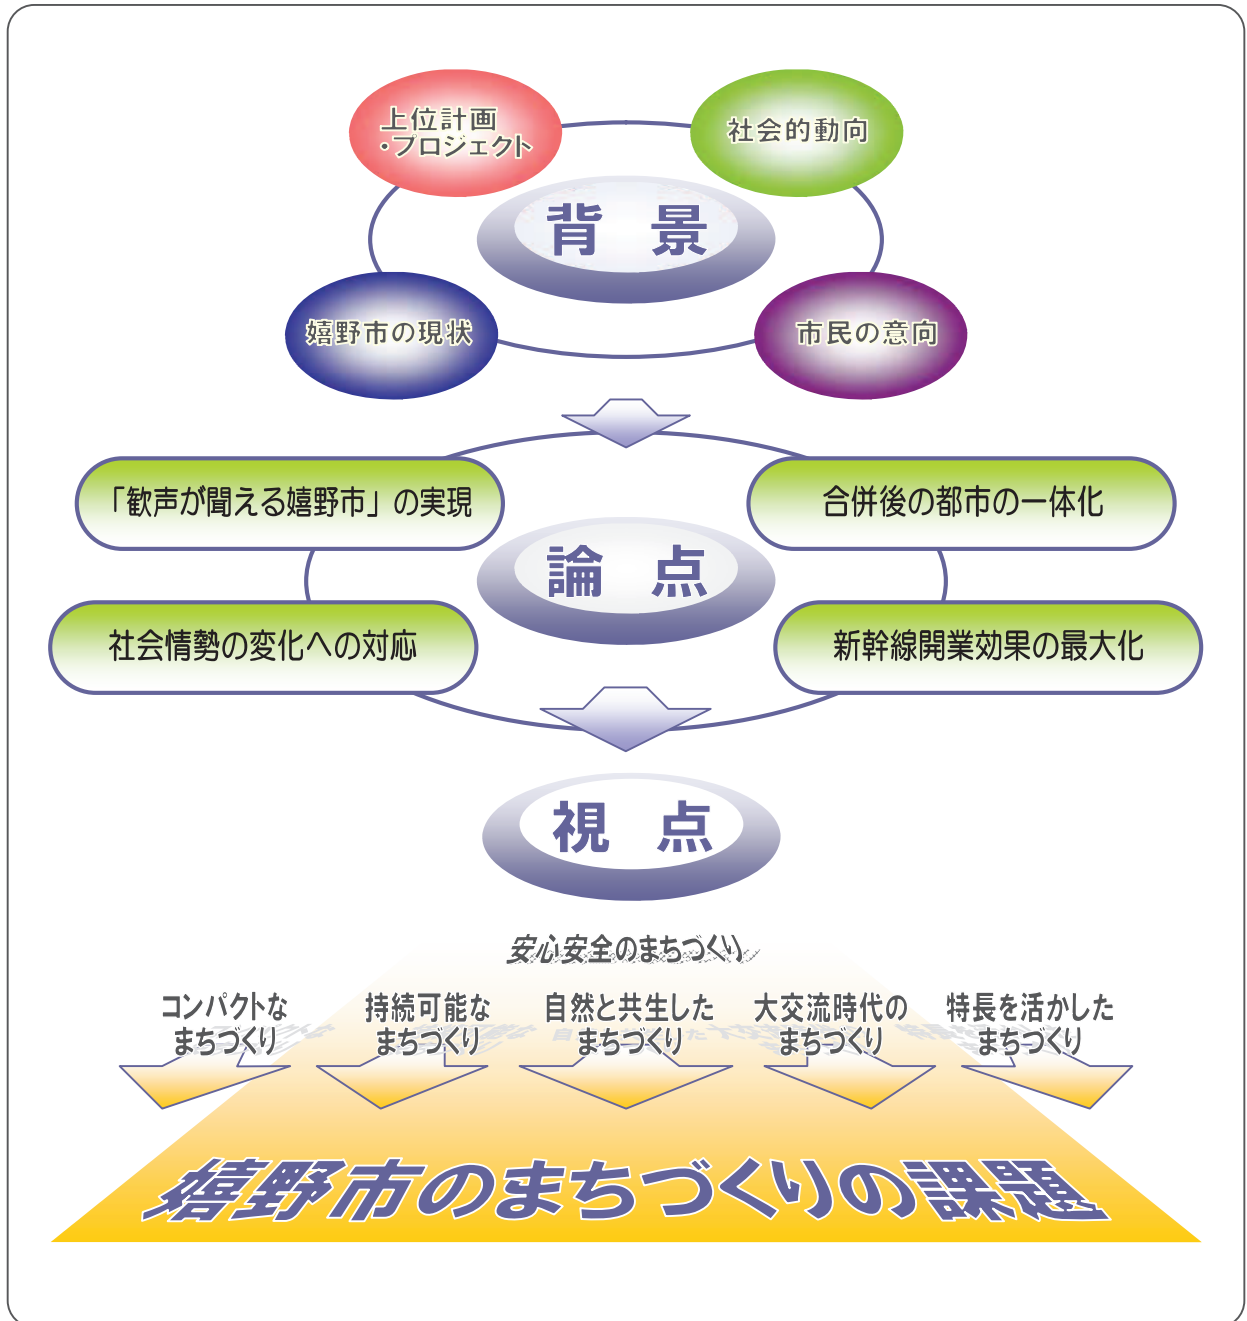 上位計画
・プロジェクト
社会的動向
背 景
嬉野市の現状
市民の意向
「歓声が聞える嬉野市」の実現
合併後の都市の一体化
論 点
社会情勢の変化への対応
新幹線開業効果の最大化
視 点
安心安全のまちづくり
コンパクトな
まちづくり
持続可能な
まちづくり
自然と共生した
まちづくり
大交流時代の
まちづくり
特長を活かした
まちづくり
嬉野市のまちづくりの課題